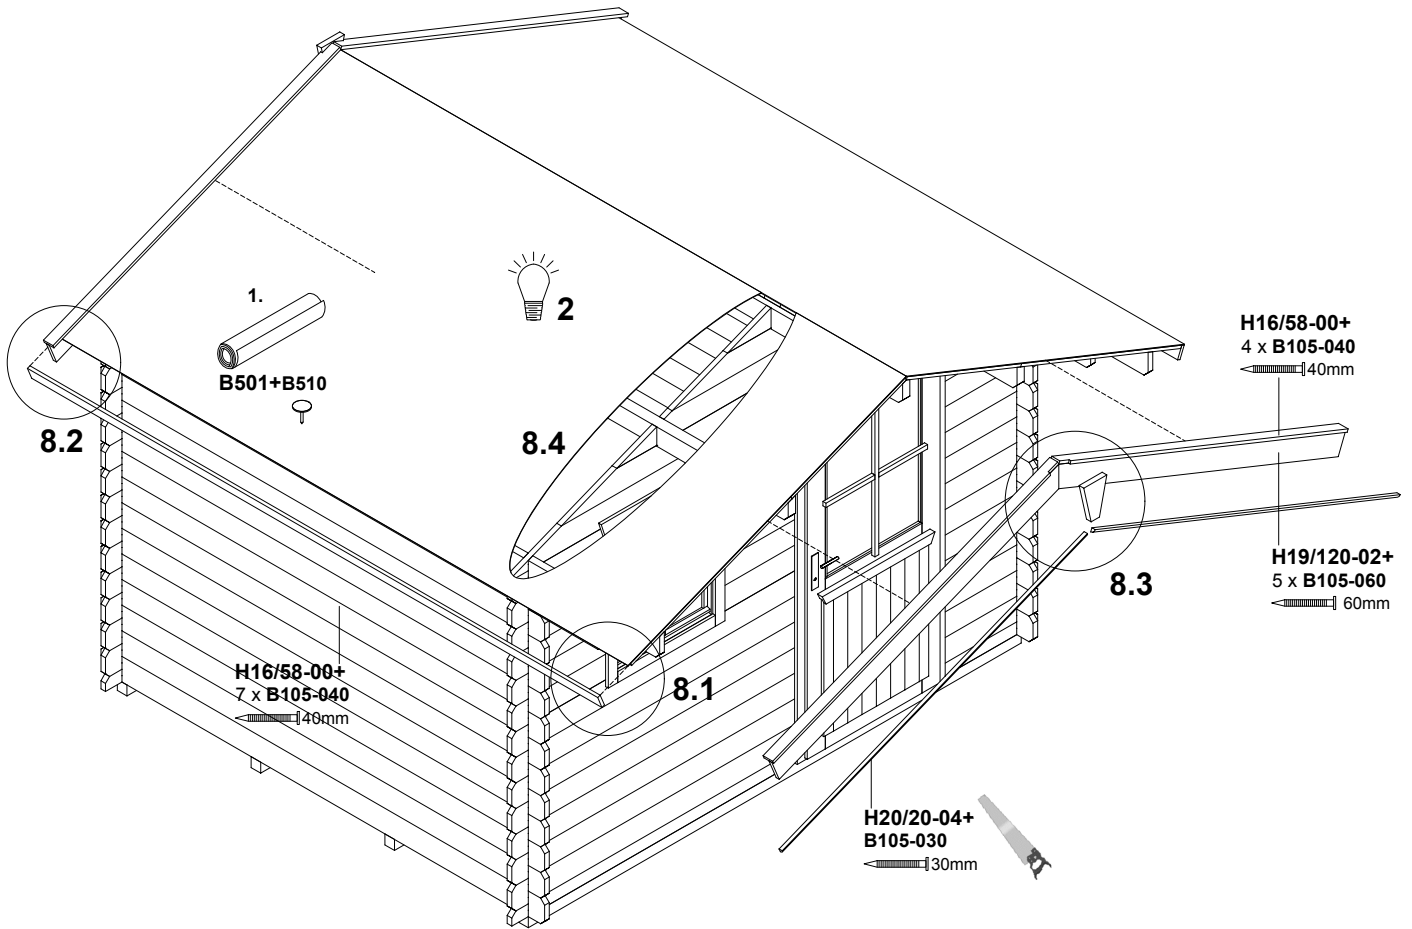 1.
B501+B510
2
8.4
8.2
H16/58-00+
4 x B105-040
40mm
H19/120-02+
5 x B105-060
60mm
8.3
H16/58-00+
7 x B105-040
40mm
8.1
H20/20-04+
B105-030
30mm